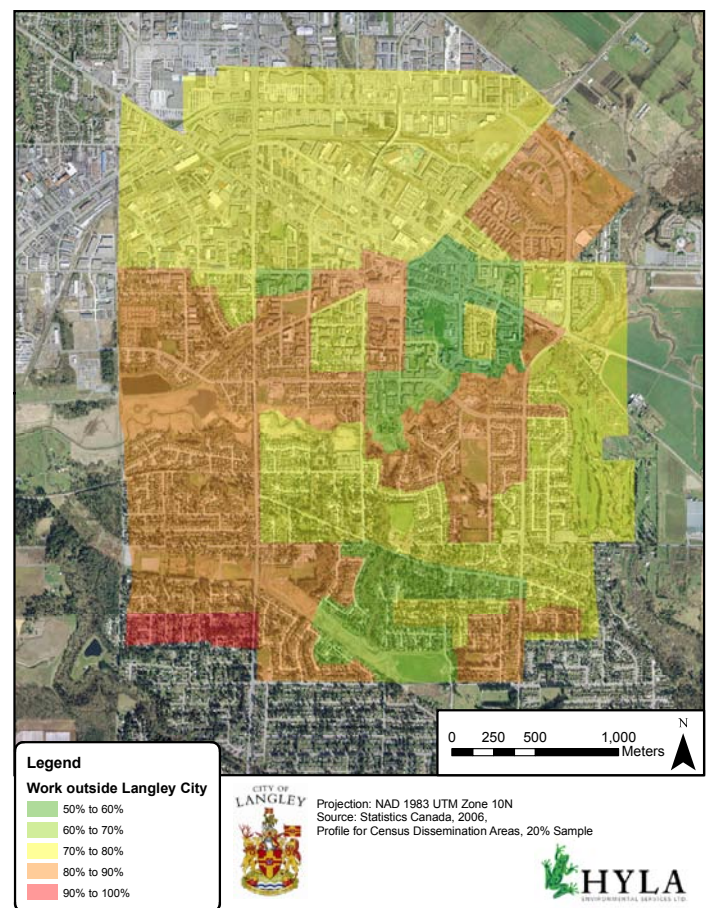 N
0 250 500 1,000
Meters
Legend
Work outside Langley City
50% to 60%
60% to 70%
70% to 80%
80% to 90%
90% to 100%
CITY OF
LANGLEY
Projection: NAD 1983 UTM Zone 10N
Source: Statistics Canada, 2006,
Profile for Census Dissemination Areas, 20% Sample
HYLA
ENVIRONMENTAL SERVICES LTD.